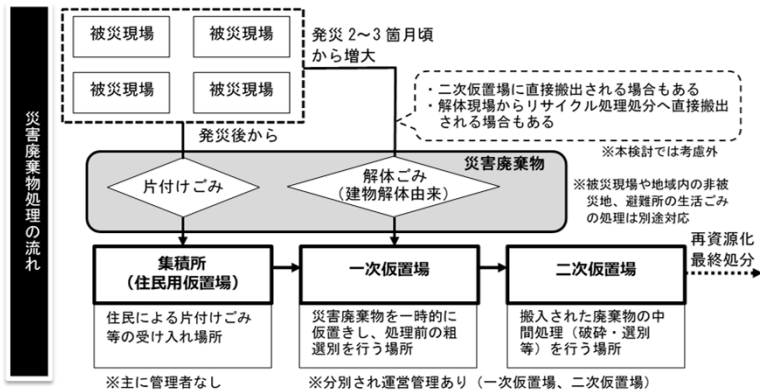 災害廃棄物処理の流れ
被災現場
被災現場
被災現場
被災現場
発災2～3箇月頃
から増大
発災後から
・二次仮置場に直接搬出される場合もある
・解体現場からリサイクル処理処分へ直接搬出
される場合もある
※本検討では考慮外
災害廃棄物
片付けごみ
解体ごみ
（建物解体由来）
※被災現場や地域内の非被
災地、避難所の生活ごみ
の処理は別途対応
集積所
（住民用仮置場）
一次仮置場
二次仮置場
再資源化
最終処分
住民による片付けごみ
等の受け入れ場所
災害廃棄物を一時的に
仮置きし、処理前の粗
選別を行う場所
搬入された廃棄物の中
間処理（破砕・選別
等）を行う場所
※主に管理者なし
※分別され運営管理あり（一次仮置場、二次仮置場）